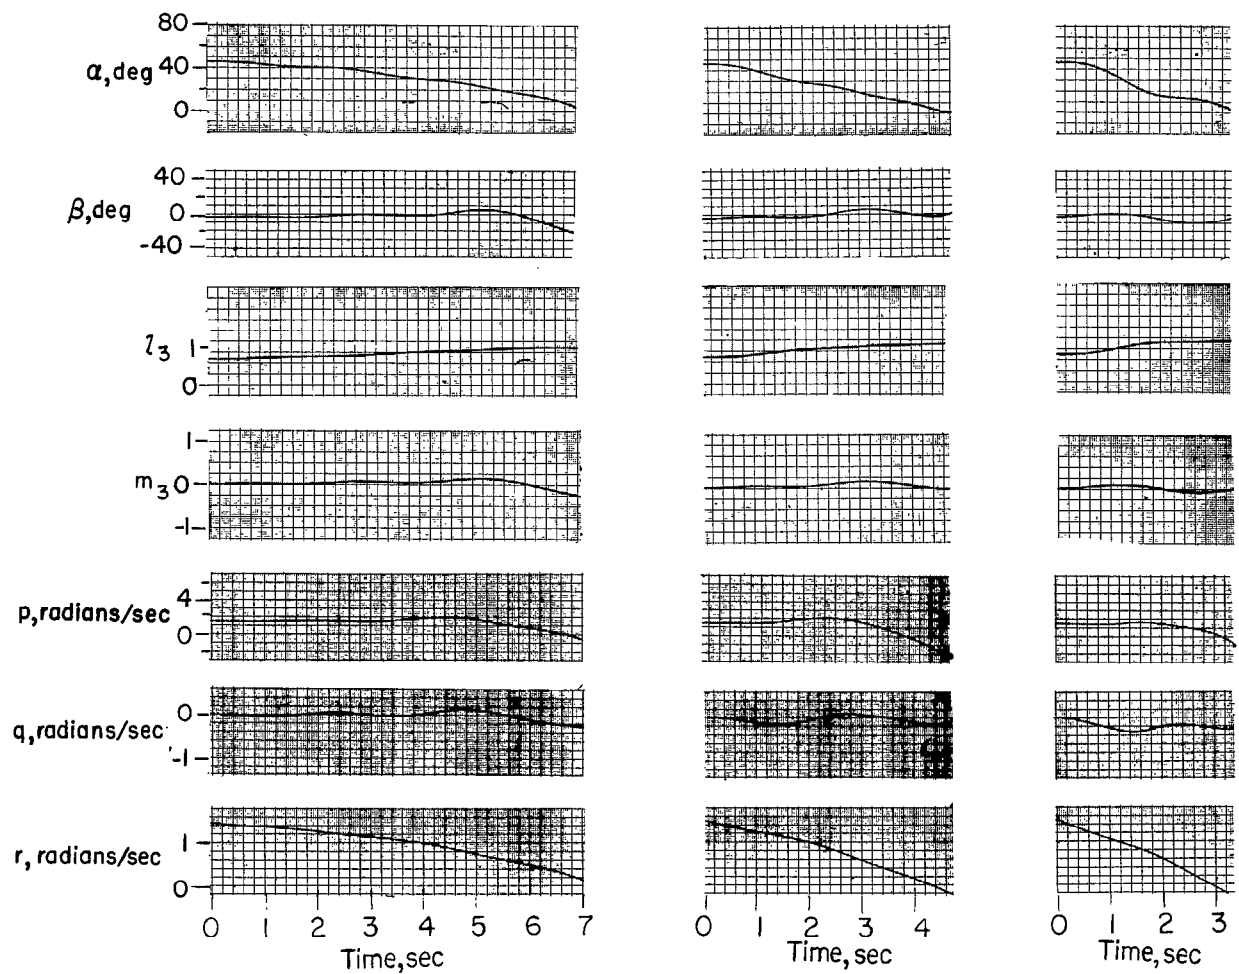 80
α,deg 40
0
40
β,deg 0
-40
l3 1
0
1
m3 0
-1
4
p,radians/sec
0
0
q,radians/sec
-1
1
r,radians/sec
0
0 1 2 3 4 5 6 7
0 1 2 3 4
0 1 2 3
Time,sec
Time,sec
Time,sec